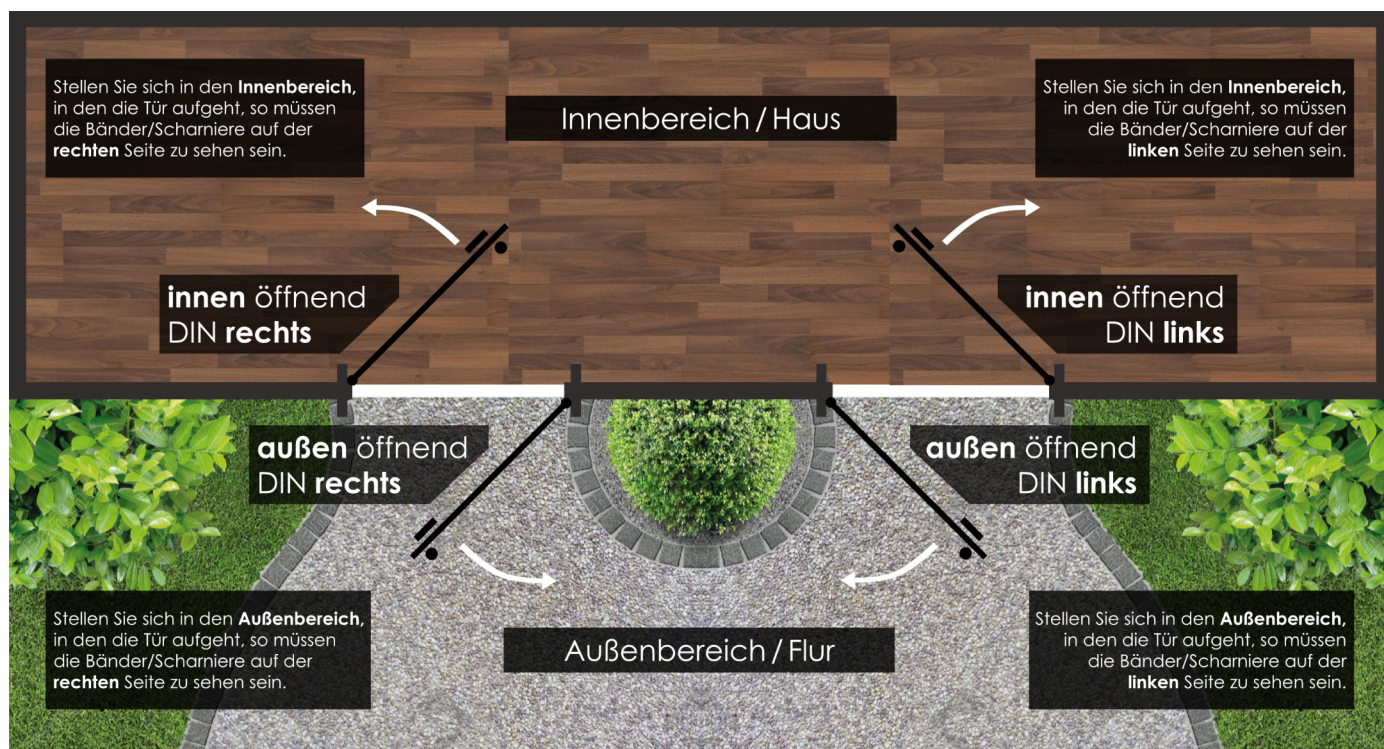 Stellen Sie sich in den Innenbereich,
in den die Tür aufgeht, so müssen
die Bänder/Scharniere auf der
rechten Seite zu sehen sein.
Innenbereich / Haus
Stellen Sie sich in den Innenbereich,
in den die Tür aufgeht, so müssen
die Bänder/Scharniere auf der
linken Seite zu sehen sein.
innen öffnend
DIN rechts
innen öffnend
DIN links
außen öffnend
DIN rechts
außen öffnend
DIN links
Stellen Sie sich in den Außenbereich,
in den die Tür aufgeht, so müssen
die Bänder/Scharniere auf der
rechten Seite zu sehen sein.
Außenbereich / Flur
Stellen Sie sich in den Außenbereich,
in den die Tür aufgeht, so müssen
die Bänder/Scharniere auf der
linken Seite zu sehen sein.